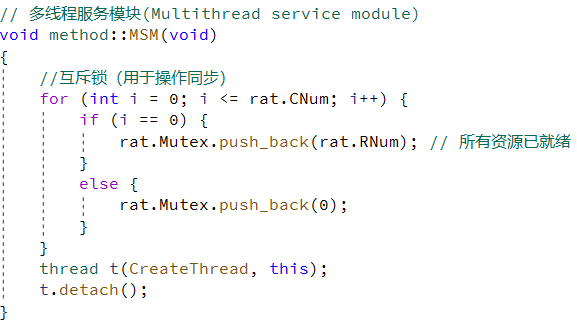 // 多线程服务模块(Multithread service module)
void method::MSM(void)
{
    //互斥锁（用于操作同步）
    for (int i = 0; i <= rat.CNum; i++) {
        if (i == 0) {
            rat.Mutex.push_back(rat.RNum); // 所有资源已就绪
        }
        else {
            rat.Mutex.push_back(0);
        }
    }
    thread t(CreateThread, this);
    t.detach();
}